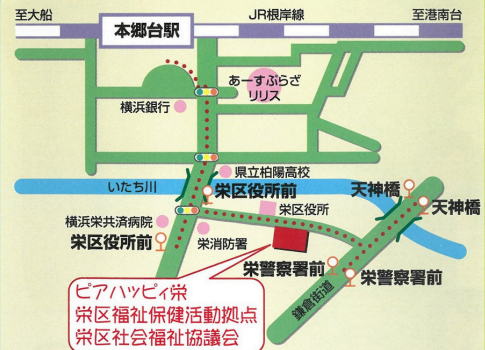 至大船
JR根岸線
至港南台
本郷台駅
あーすぷらざ
リリス
横浜銀行
県立柏陽高校
いたち川
栄区役所前
天神橋
天神橋
栄区役所
横浜栄共済病院
栄区役所前
栄消防署
栄警察署前
栄警察署前
鎌倉街道
ピアハッピィ栄
栄区福祉保健活動拠点
栄区社会福祉協議会